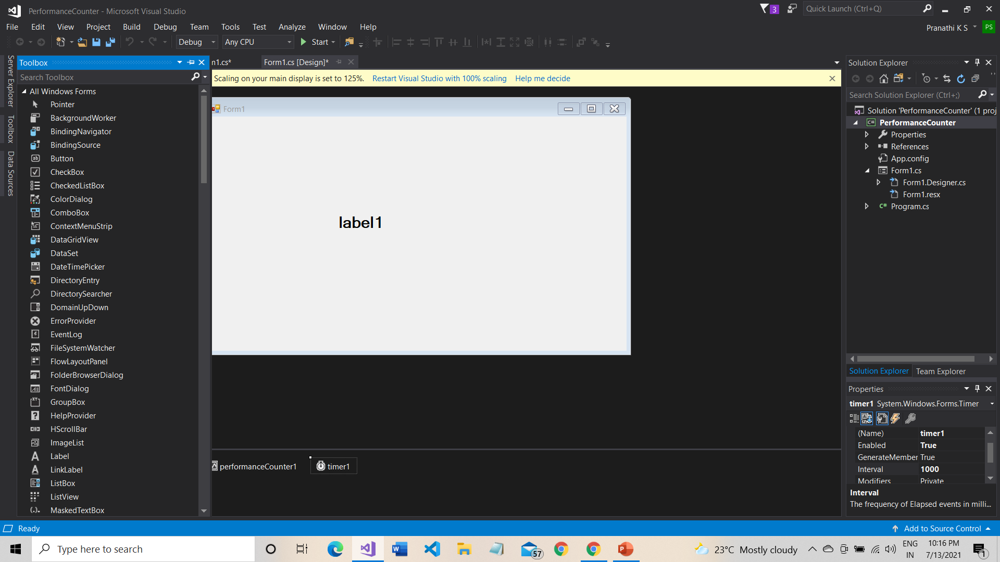 PerformanceCounter - Microsoft Visual Studio
3
Quick Launch (Ctrl+Q)
File Edit View Project Build Debug Team Tools Test Analyze Window Help
Pranathi K S
PS
Debug
Any CPU
Start
Server Explorer
Toolbox
Data Sources
Toolbox
Search Toolbox
All Windows Forms
Pointer
BackgroundWorker
BindingNavigator
BindingSource
Button
CheckBox
CheckedListBox
ColorDialog
ComboBox
ContextMenuStrip
DataGridView
DataSet
DateTimePicker
DirectoryEntry
DirectorySearcher
DomainUpDown
ErrorProvider
EventLog
FileSystemWatcher
FlowLayoutPanel
FolderBrowserDialog
FontDialog
GroupBox
HelpProvider
HScrollBar
ImageList
Label
LinkLabel
ListBox
ListView
MaskedTextBox
m1.cs*
Form1.cs [Design]*
Scaling on your main display is set to 125%. Restart Visual Studio with 100% scaling Help me decide
Form1
label1
performanceCounter1
timer1
Solution Explorer
Search Solution Explorer (Ctrl+;)
Solution 'PerformanceCounter' (1 proj
PerformanceCounter
Properties
References
App.config
Form1.cs
Form1.Designer.cs
Form1.resx
Program.cs
Solution Explorer Team Explorer
Properties
timer1 System.Windows.Forms.Timer
(Name) timer1
Enabled True
GenerateMember True
Interval 1000
Modifiers Private
Interval
The frequency of Elapsed events in milli...
Ready
Add to Source Control
Type here to search
57
23°C Mostly cloudy
ENG
IN
10:16 PM
7/13/2021
1